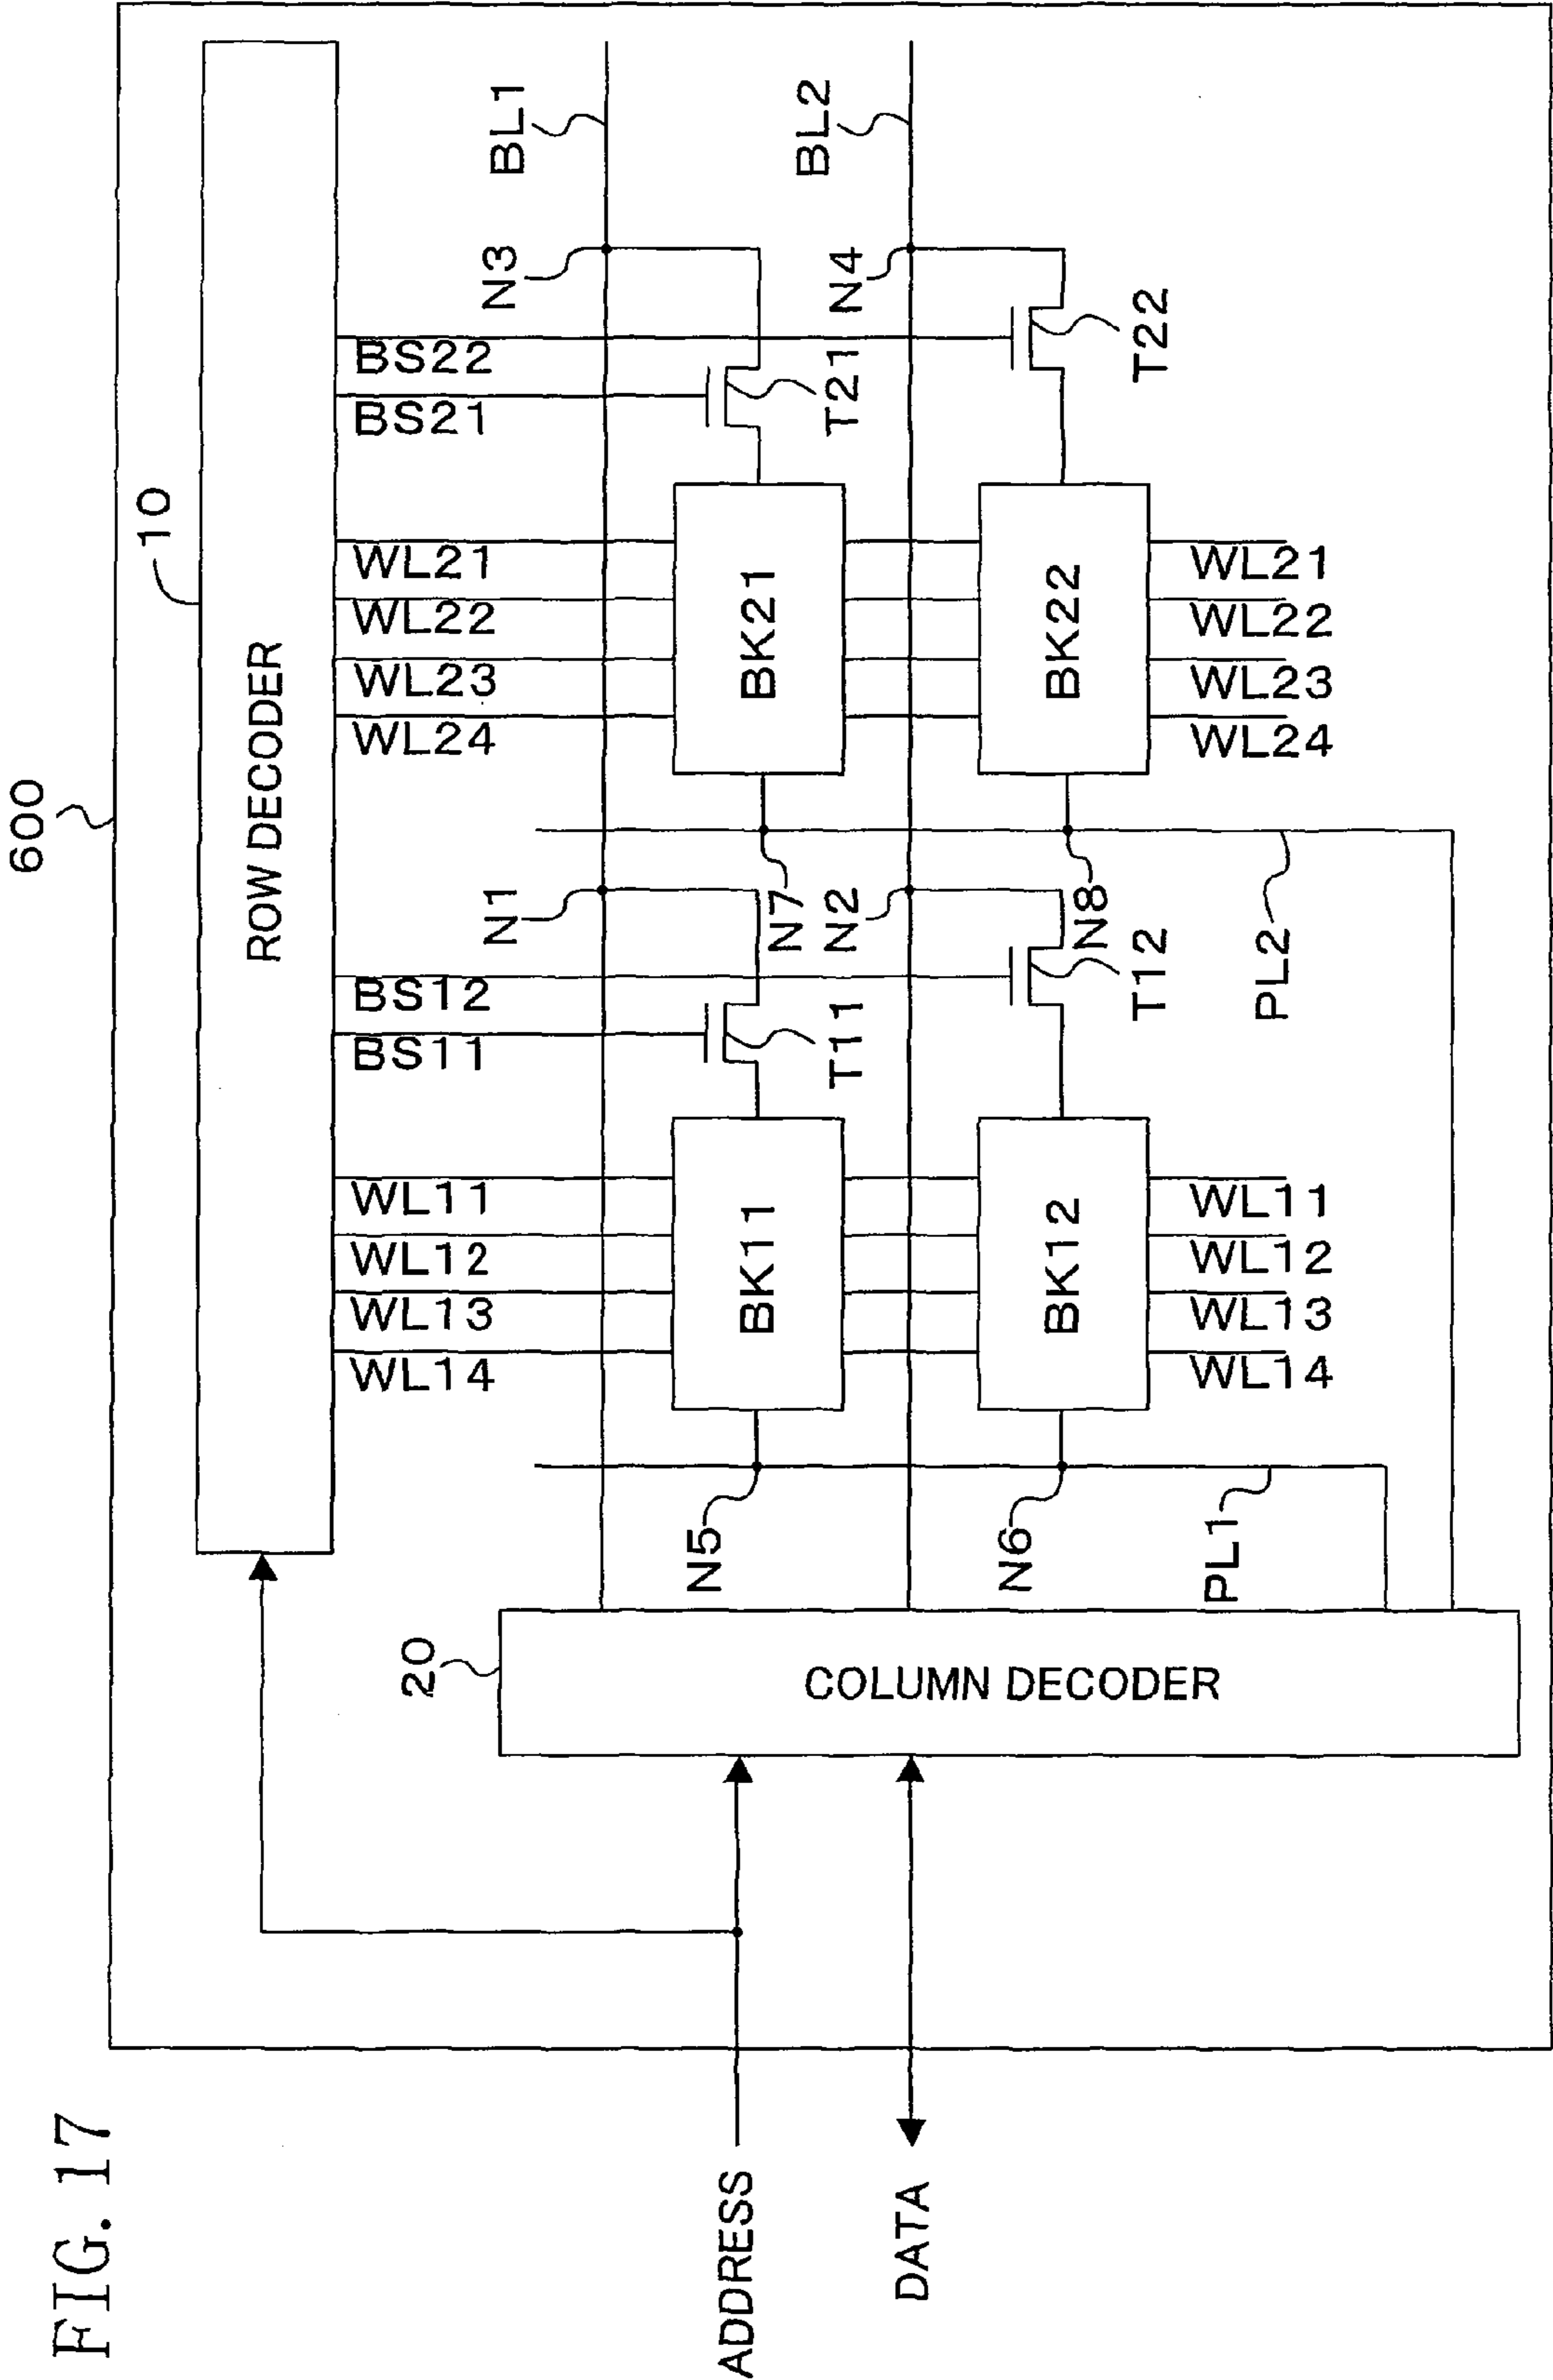 FIG. 17
600
10
ROW DECODER
WL14
WL13
WL12
WL11
BS11
BS12
WL24
WL23
WL22
WL21
BS21
BS22
N1
N3
BL1
20
COLUMN DECODER
N5
BK11
T11
N7
BK21
T21
N2
N4
BL2
N6
BK12
T12
N8
BK22
T22
WL14
WL13
WL12
WL11
WL24
WL23
WL22
WL21
PL1
PL2
ADDRESS
DATA